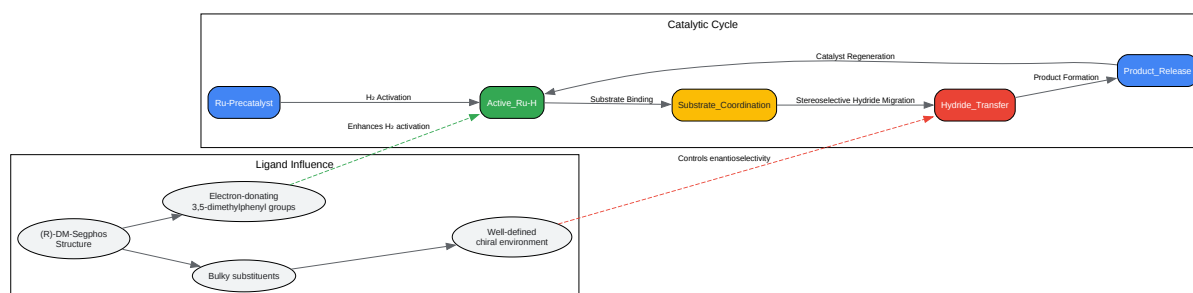 Catalytic Cycle
Catalyst Regeneration
Product_Release
Product Formation
Ru-Precatalyst
H₂ Activation
Active_Ru-H
Substrate Binding
Substrate_Coordination
Stereoselective Hydride Migration
Hydride_Transfer
Enhances H₂ activation
Controls enantioselectivity
Ligand Influence
Electron-donating
3,5-dimethylphenyl groups
(R)-DM-Segphos
Structure
Well-defined
chiral environment
Bulky substituents